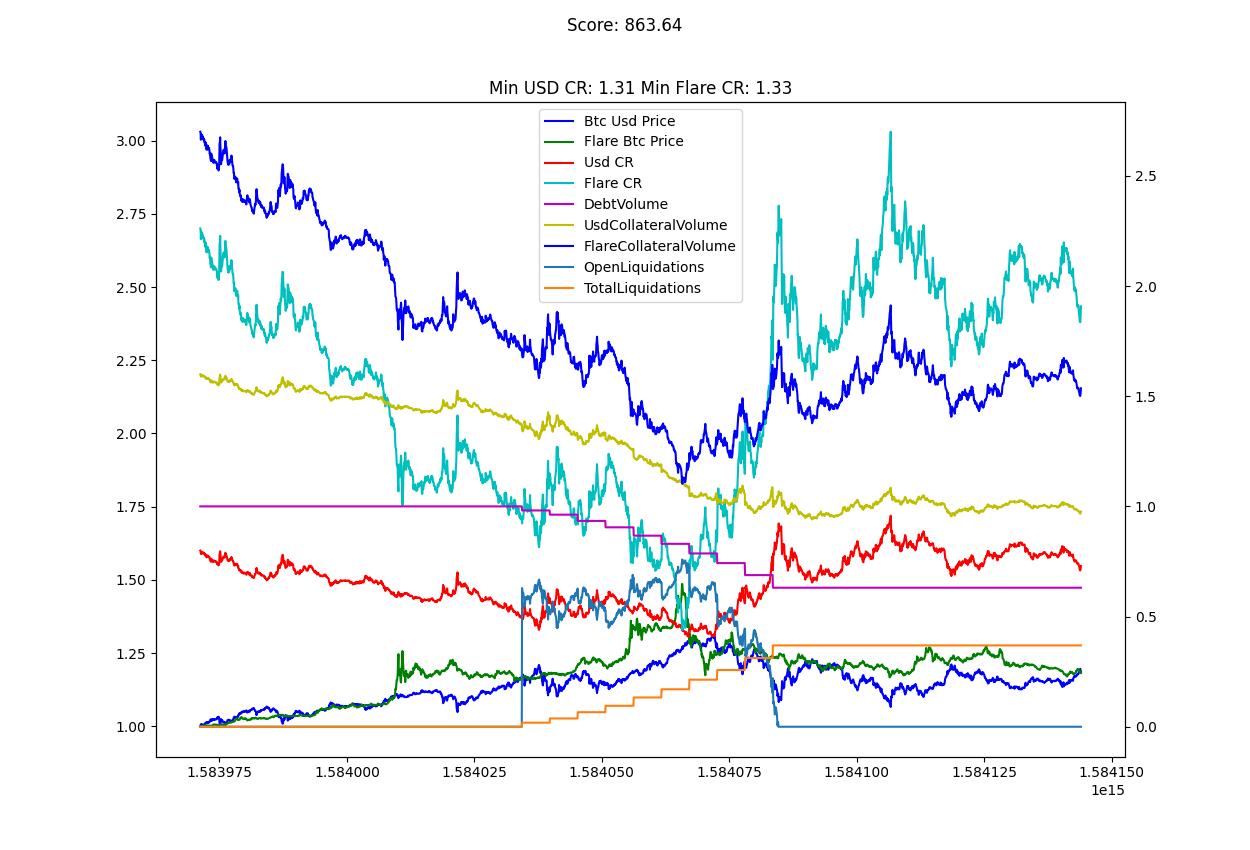 Score: 863.64
Min USD CR: 1.31 Min Flare CR: 1.33
Btc Usd Price
Flare Btc Price
Usd CR
Flare CR
DebtVolume
UsdCollateralVolume
FlareCollateralVolume
OpenLiquidations
TotalLiquidations
3.00
2.75
2.50
2.25
2.00
1.75
1.50
1.25
1.00
2.5
2.0
1.5
1.0
0.5
0.0
1.583975 1.584000 1.584025 1.584050 1.584075 1.584100 1.584125 1.584150
1e15